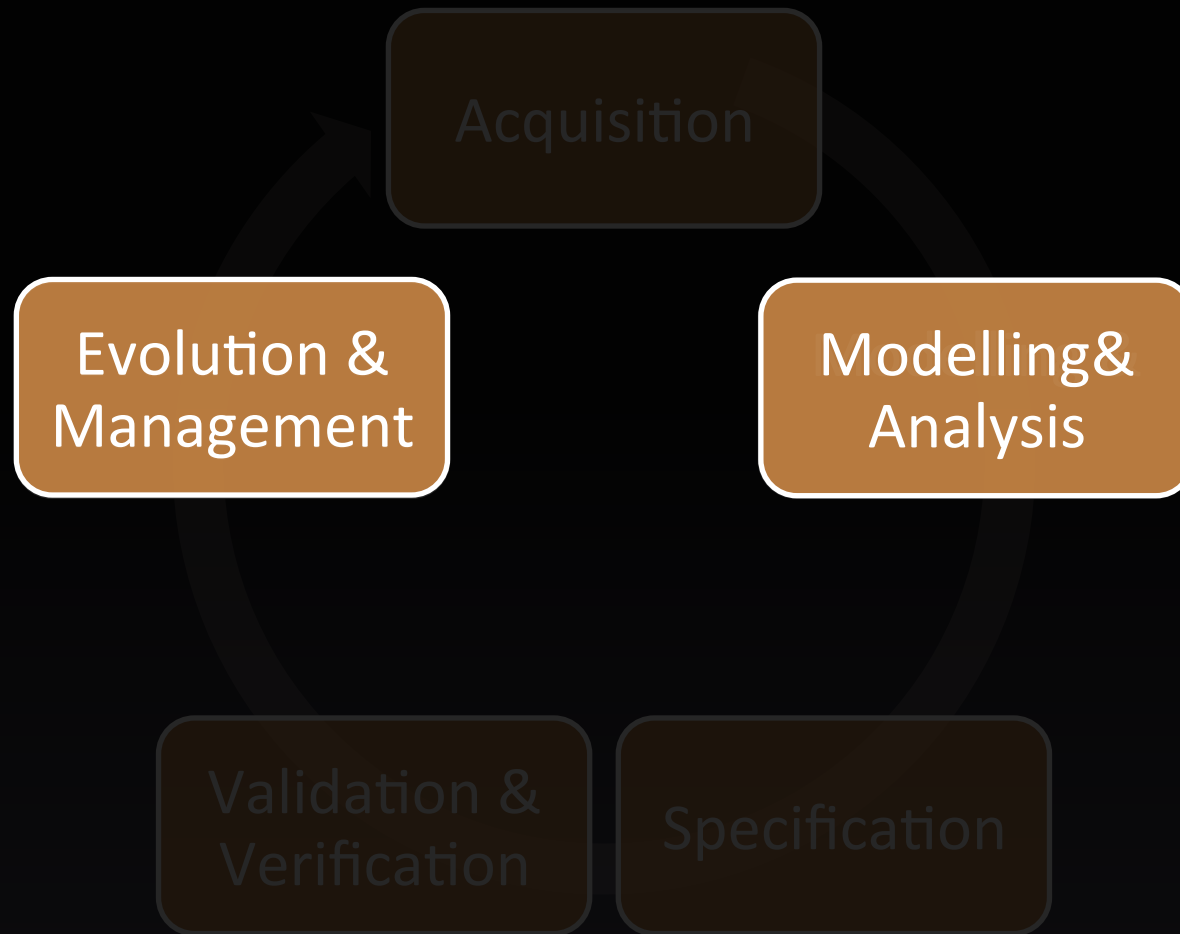 Acquisition
Evolution &
Management
Modelling&
Analysis
Validation &
Verification
Specification